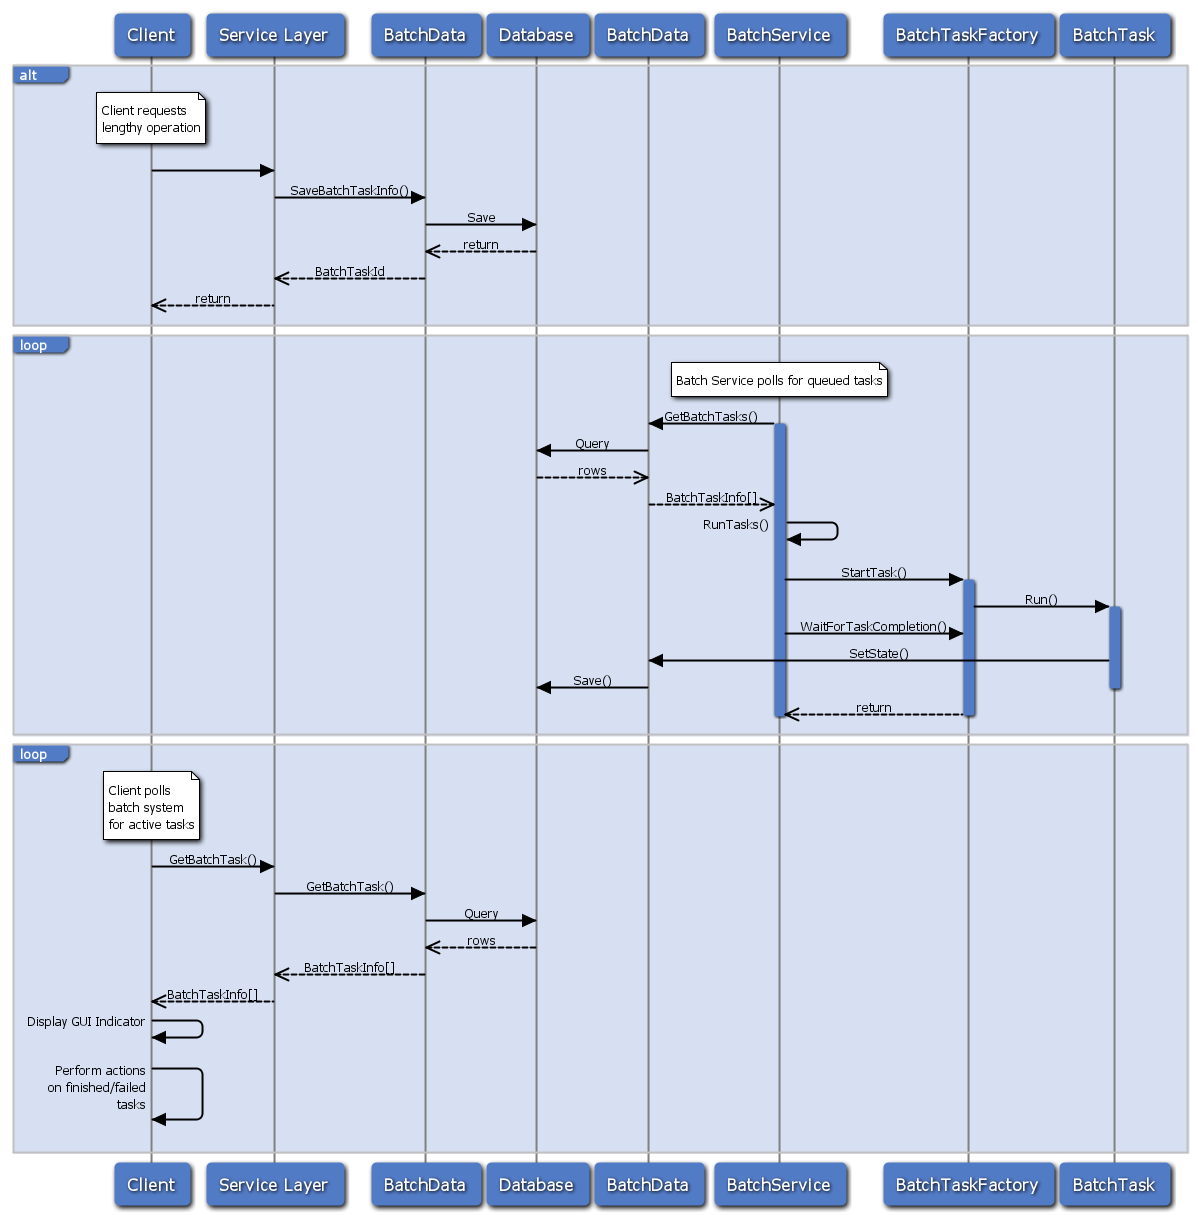 Client
Service Layer
BatchData
Database
BatchData
BatchService
BatchTaskFactory
BatchTask
alt
Client requests
lengthy operation
SaveBatchTaskInfo()
Save
return
BatchTaskId
return
loop
Batch Service polls for queued tasks
GetBatchTasks()
Query
rows
BatchTaskInfo[]
RunTasks()
StartTask()
Run()
WaitForTaskCompletion()
SetState()
Save()
return
loop
Client polls
batch system
for active tasks
GetBatchTask()
GetBatchTask()
Query
rows
BatchTaskInfo[]
BatchTaskInfo[]
Display GUI Indicator
Perform actions
on finished/failed
tasks
Client
Service Layer
BatchData
Database
BatchData
BatchService
BatchTaskFactory
BatchTask